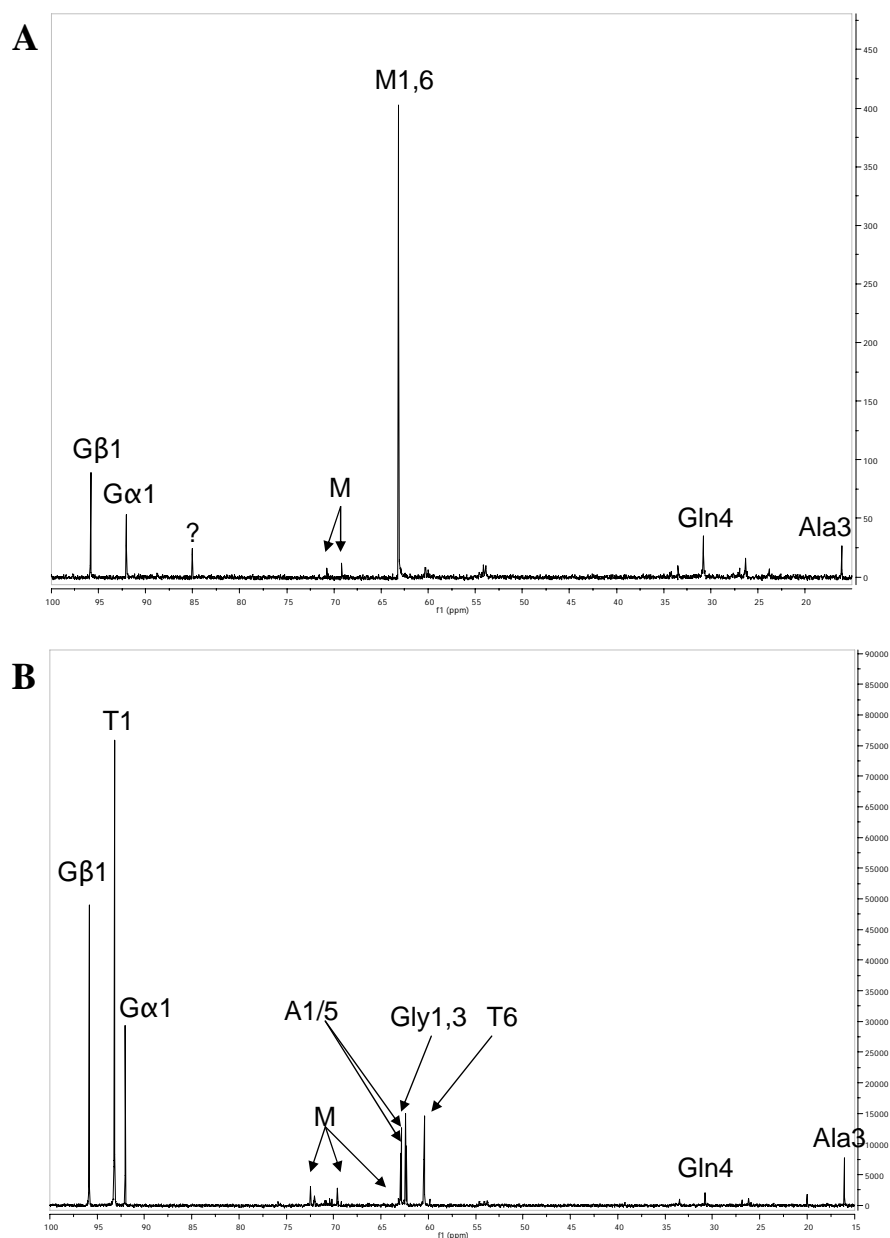 A
M1,6
Gβ1
Gα1
?
M
Gln4
Ala3
450
400
350
300
250
200
150
100
50
0
100 95 90 85 80 75 70 65 60 55 50 45 40 35 30 25 20
f1 (ppm)
B
T1
Gβ1
Gα1
A1/5
Gly1,3
T6
M
Gln4
Ala3
90000
85000
80000
75000
70000
65000
60000
55000
50000
45000
40000
35000
30000
25000
20000
15000
10000
5000
0
100 95 90 85 80 75 70 65 60 55 50 45 40 35 30 25 20 15
f1 (ppm)